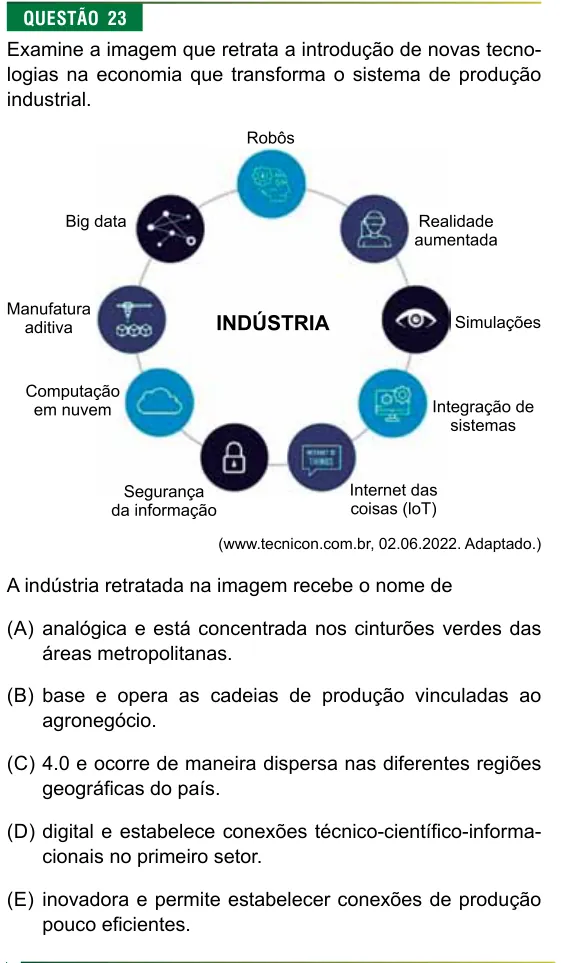 QUESTÃO 23
Examine a imagem que retrata a introdução de novas tecno-
logias na economia que transforma o sistema de produção
industrial.
Robôs
Big data
Realidade
aumentada
Manufatura
aditiva
INDÚSTRIA
Simulações
Computação
em nuvem
Integração de
sistemas
INTERNET OF
THINGS
Segurança
da informação
Internet das
coisas (IoT)
(www.tecnicon.com.br, 02.06.2022. Adaptado.)
A indústria retratada na imagem recebe o nome de
(A) analógica e está concentrada nos cinturões verdes das
áreas metropolitanas.
(B) base e opera as cadeias de produção vinculadas ao
agronegócio.
(C) 4.0 e ocorre de maneira dispersa nas diferentes regiões
geográficas do país.
(D) digital e estabelece conexões técnico-científico-informa-
cionais no primeiro setor.
(E) inovadora e permite estabelecer conexões de produção
pouco eficientes.